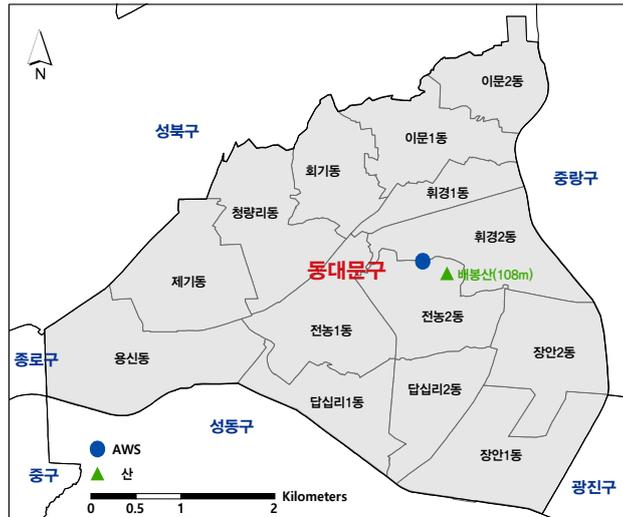 이문2동
이문1동
성북구
회기동
중랑구
휘경1동
청량리동
휘경2동
동대문구
배봉산(108m)
제기동
전농2동
전농1동
용신동
종로구
장안2동
답십리2동
답십리1동
성동구
AWS
장안1동
중구
산
광진구
Kilometers
0 0.5 1 2
N